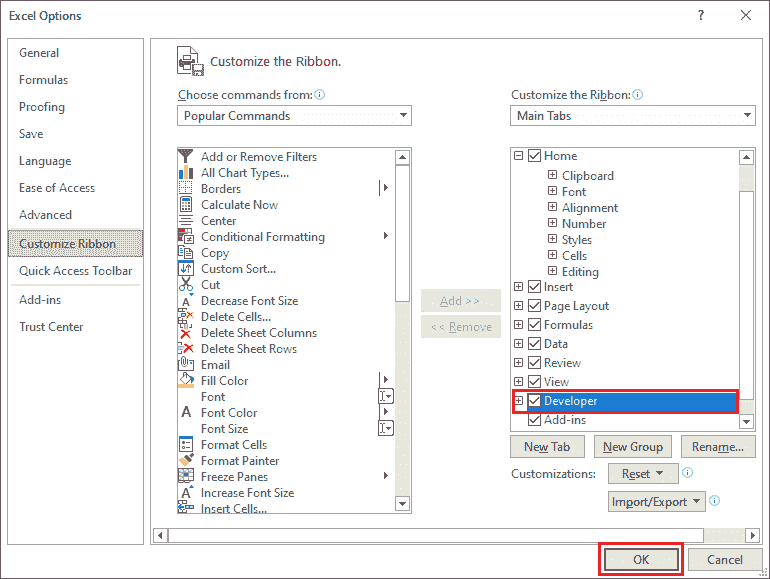 Excel Options
?
General
Formulas
Proofing
Save
Language
Ease of Access
Advanced
Customize Ribbon
Quick Access Toolbar
Add-ins
Trust Center
Customize the Ribbon.
Choose commands from:
Popular Commands
Add or Remove Filters
All Chart Types...
Borders
Calculate Now
Center
Conditional Formatting
Copy
Custom Sort...
Cut
Decrease Font Size
Delete Cells...
Delete Sheet Columns
Delete Sheet Rows
Email
Fill Color
Font
Font Color
Font Size
Format Cells
Format Painter
Freeze Panes
Increase Font Size
Insert Cells...
Add >>
<< Remove
Customize the Ribbon:
Main Tabs
Home
Clipboard
Font
Alignment
Number
Styles
Cells
Editing
Insert
Page Layout
Formulas
Data
Review
View
Developer
Add-ins
New Tab
New Group
Rename...
Customizations:
Reset
Import/Export
OK
Cancel